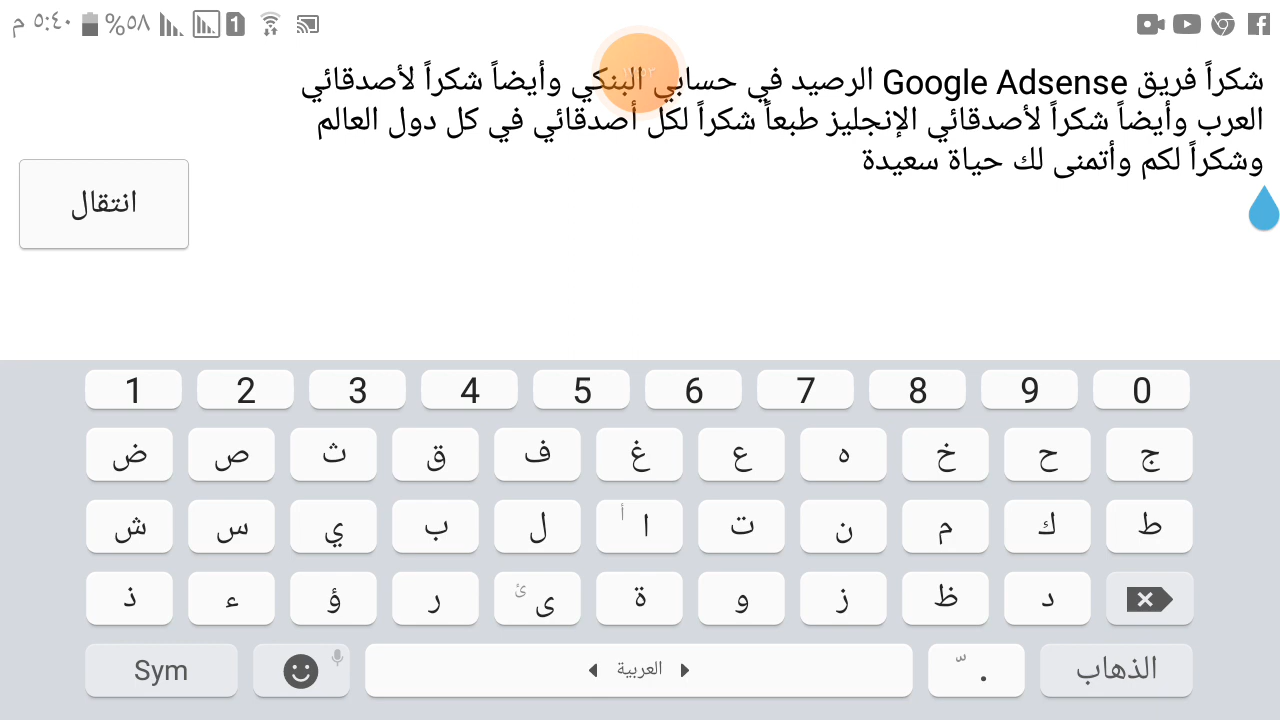 م ٥:٤٠ %٥٨ 1
شكراً فريق Google Adsense الرصيد في حسابي البنكي وأيضاً شكراً لأصدقائي
العرب وأيضاً شكراً لأصدقائي الإنجليز طبعاً شكراً لكل أصدقائي في كل دول العالم
وشكراً لكم وأتمنى لك حياة سعيدة
انتقال
1 2 3 4 5 6 7 8 9 0
ض ص ث ق ف غ ع ه خ ح ج
ش س ي ب ل ا أ ت ن م ك ط
ذ ء ؤ ر ى ئ ة و ز ظ د
Sym العربية . الذهاب